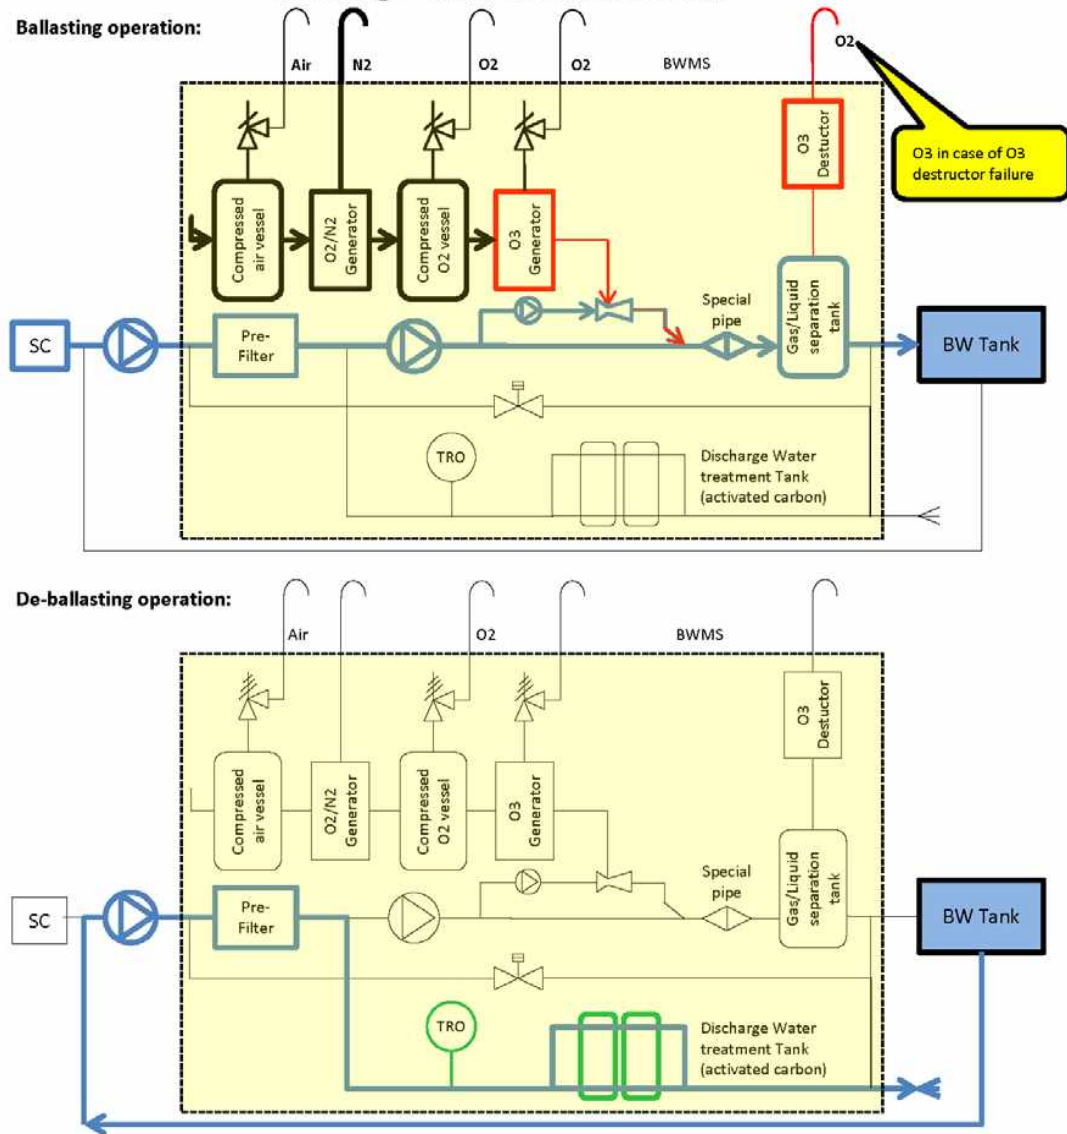 Ballasting operation:
Air
N2
O2
O2
BWMS
O2
O3
Destuctor
O3 in case of O3
destructor failure
Compressed
air vessel
O2/N2
Generator
Compressed
O2 vessel
O3
Generator
Special
pipe
Gas/Liquid
separation
tank
SC
Pre-
Filter
BW Tank
TRO
Discharge Water
treatment Tank
(activated carbon)
De-ballasting operation:
Air
O2
BWMS
O3
Destuctor
Compressed
air vessel
O2/N2
Generator
Compressed
O2 vessel
O3
Generator
Special
pipe
Gas/Liquid
separation
tank
SC
Pre-
Filter
BW Tank
TRO
Discharge Water
treatment Tank
(activated carbon)